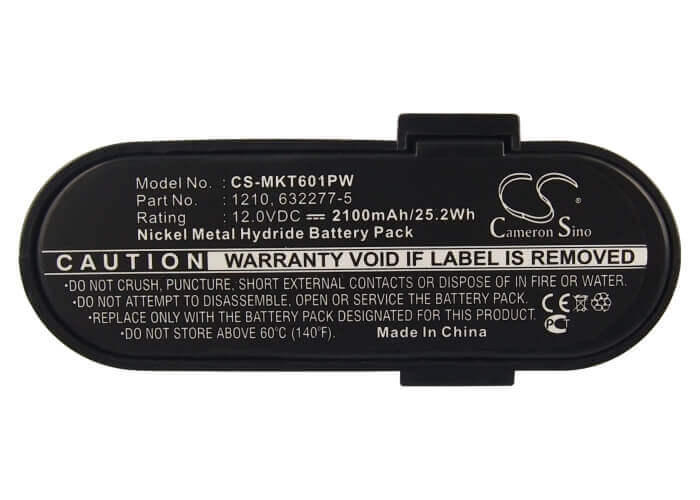 Model No. : CS-MKT601PW
Part No. : 1210, 632277-5
Rating : 12.0VDC ⎓ 2100mAh/25.2Wh
Nickel Metal Hydride Battery Pack
CS
Cameron Sino
CAUTION WARRANTY VOID IF LABEL IS REMOVED
•DO NOT CRUSH, PUNCTURE, SHORT EXTERNAL CONTACTS OR DISPOSE OF IN FIRE OR WATER.
•DO NOT ATTEMPT TO DISASSEMBLE, OPEN OR SERVICE THE BATTERY PACK.
•REPLACE ONLY WITH THE BATTERY PACK DESIGNATED FOR THIS PRODUCT.
•DO NOT STORE ABOVE 60℃ (140℉).
Made In China
CE
PC